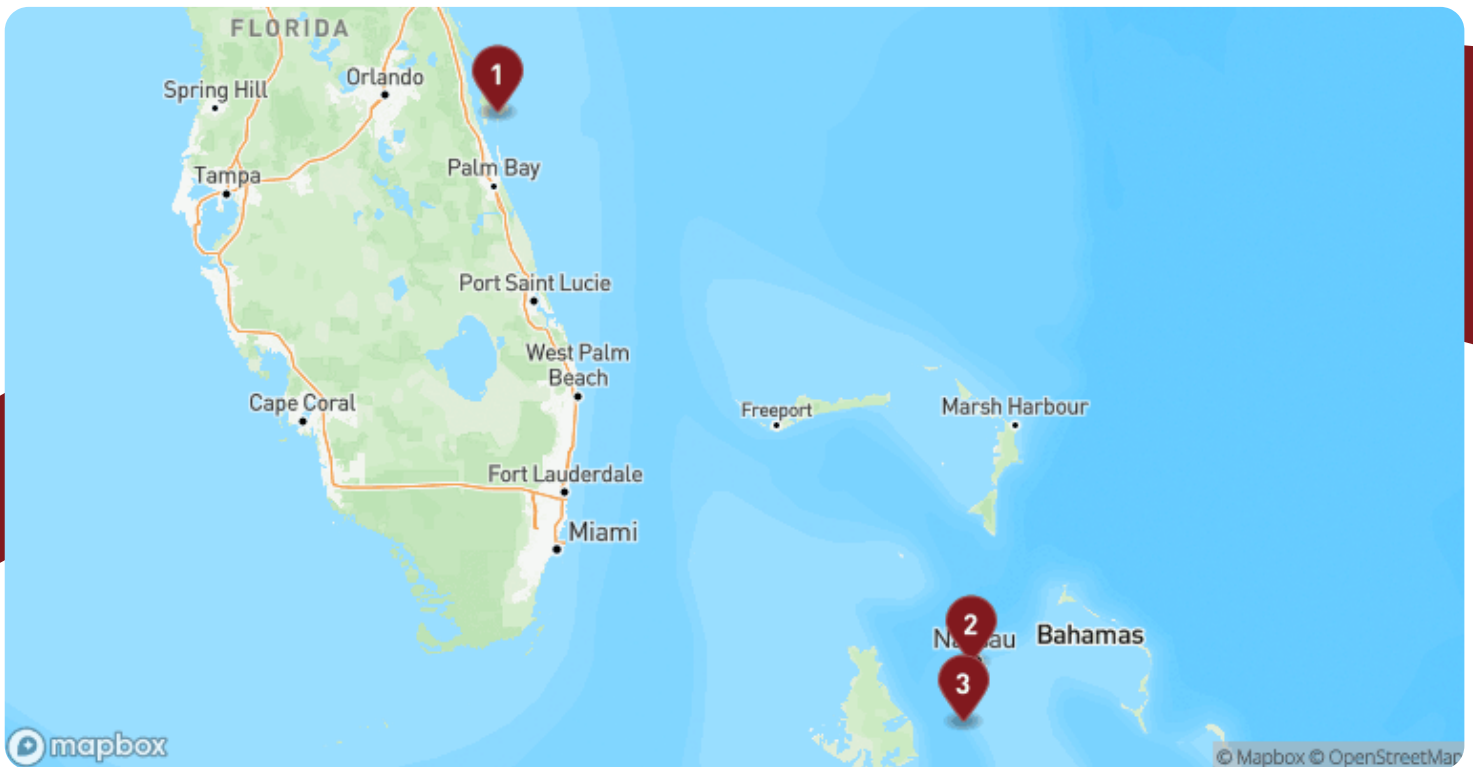 FLORIDA
1
Orlando
Spring Hill
Palm Bay
Tampa
Port Saint Lucie
West Palm
Beach
Cape Coral
Freeport
Marsh Harbour
Fort Lauderdale
Miami
2
Bahamas
3
mapbox
© Mapbox © OpenStreetMap